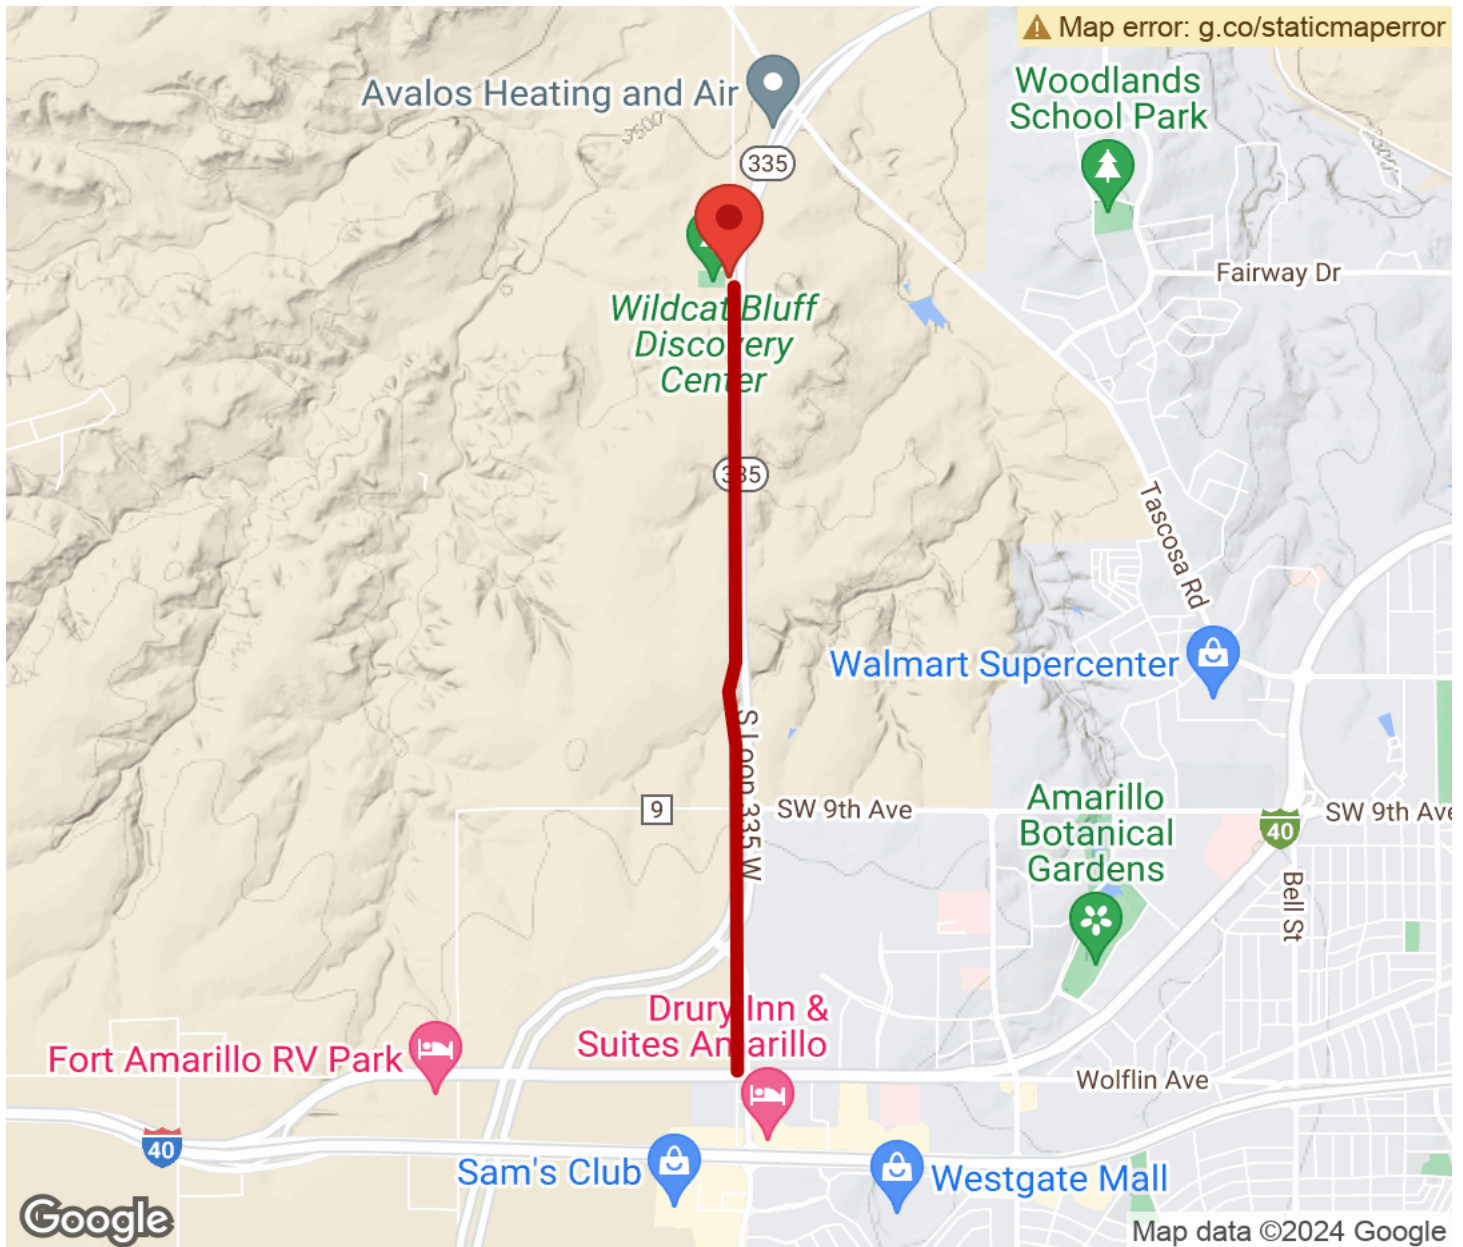 Map error: g.co/staticmaperror
Woodlands
School Park
Avalos Heating and Air
3500'
335
Fairway Dr
Wildcat Bluff
Discovery
Center
335
Tascosa Rd
Walmart Supercenter
S Loop 335 W
9
SW 9th Ave
Amarillo
Botanical
Gardens
40
SW 9th Ave
Bell St
Drury Inn &
Suites Amarillo
Fort Amarillo RV Park
Wolflin Ave
40
Sam's Club
Westgate Mall
Google
Map data ©2024 Google